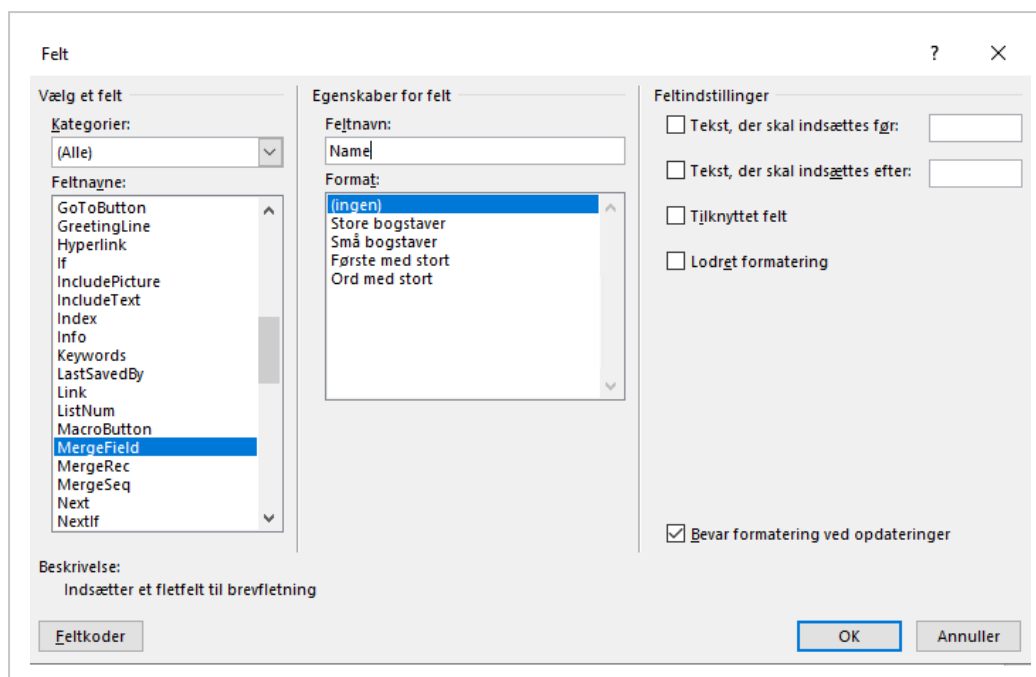 Felt
?
Vælg et felt
Kategorier:
(Alle)
Feltnavne:
GoToButton
GreetingLine
Hyperlink
If
IncludePicture
IncludeText
Index
Info
Keywords
LastSavedBy
Link
ListNum
MacroButton
MergeField
MergeRec
MergeSeq
Next
NextIf
Egenskaber for felt
Feltnavn:
Name
Format:
(ingen)
Store bogstaver
Små bogstaver
Første med stort
Ord med stort
Feltindstillinger
Tekst, der skal indsættes før:
Tekst, der skal indsættes efter:
Tilknyttet felt
Lodret formatering
Bevar formatering ved opdateringer
Beskrivelse:
Indsætter et fletfelt til brevfletning
Feltkoder
OK
Annuller